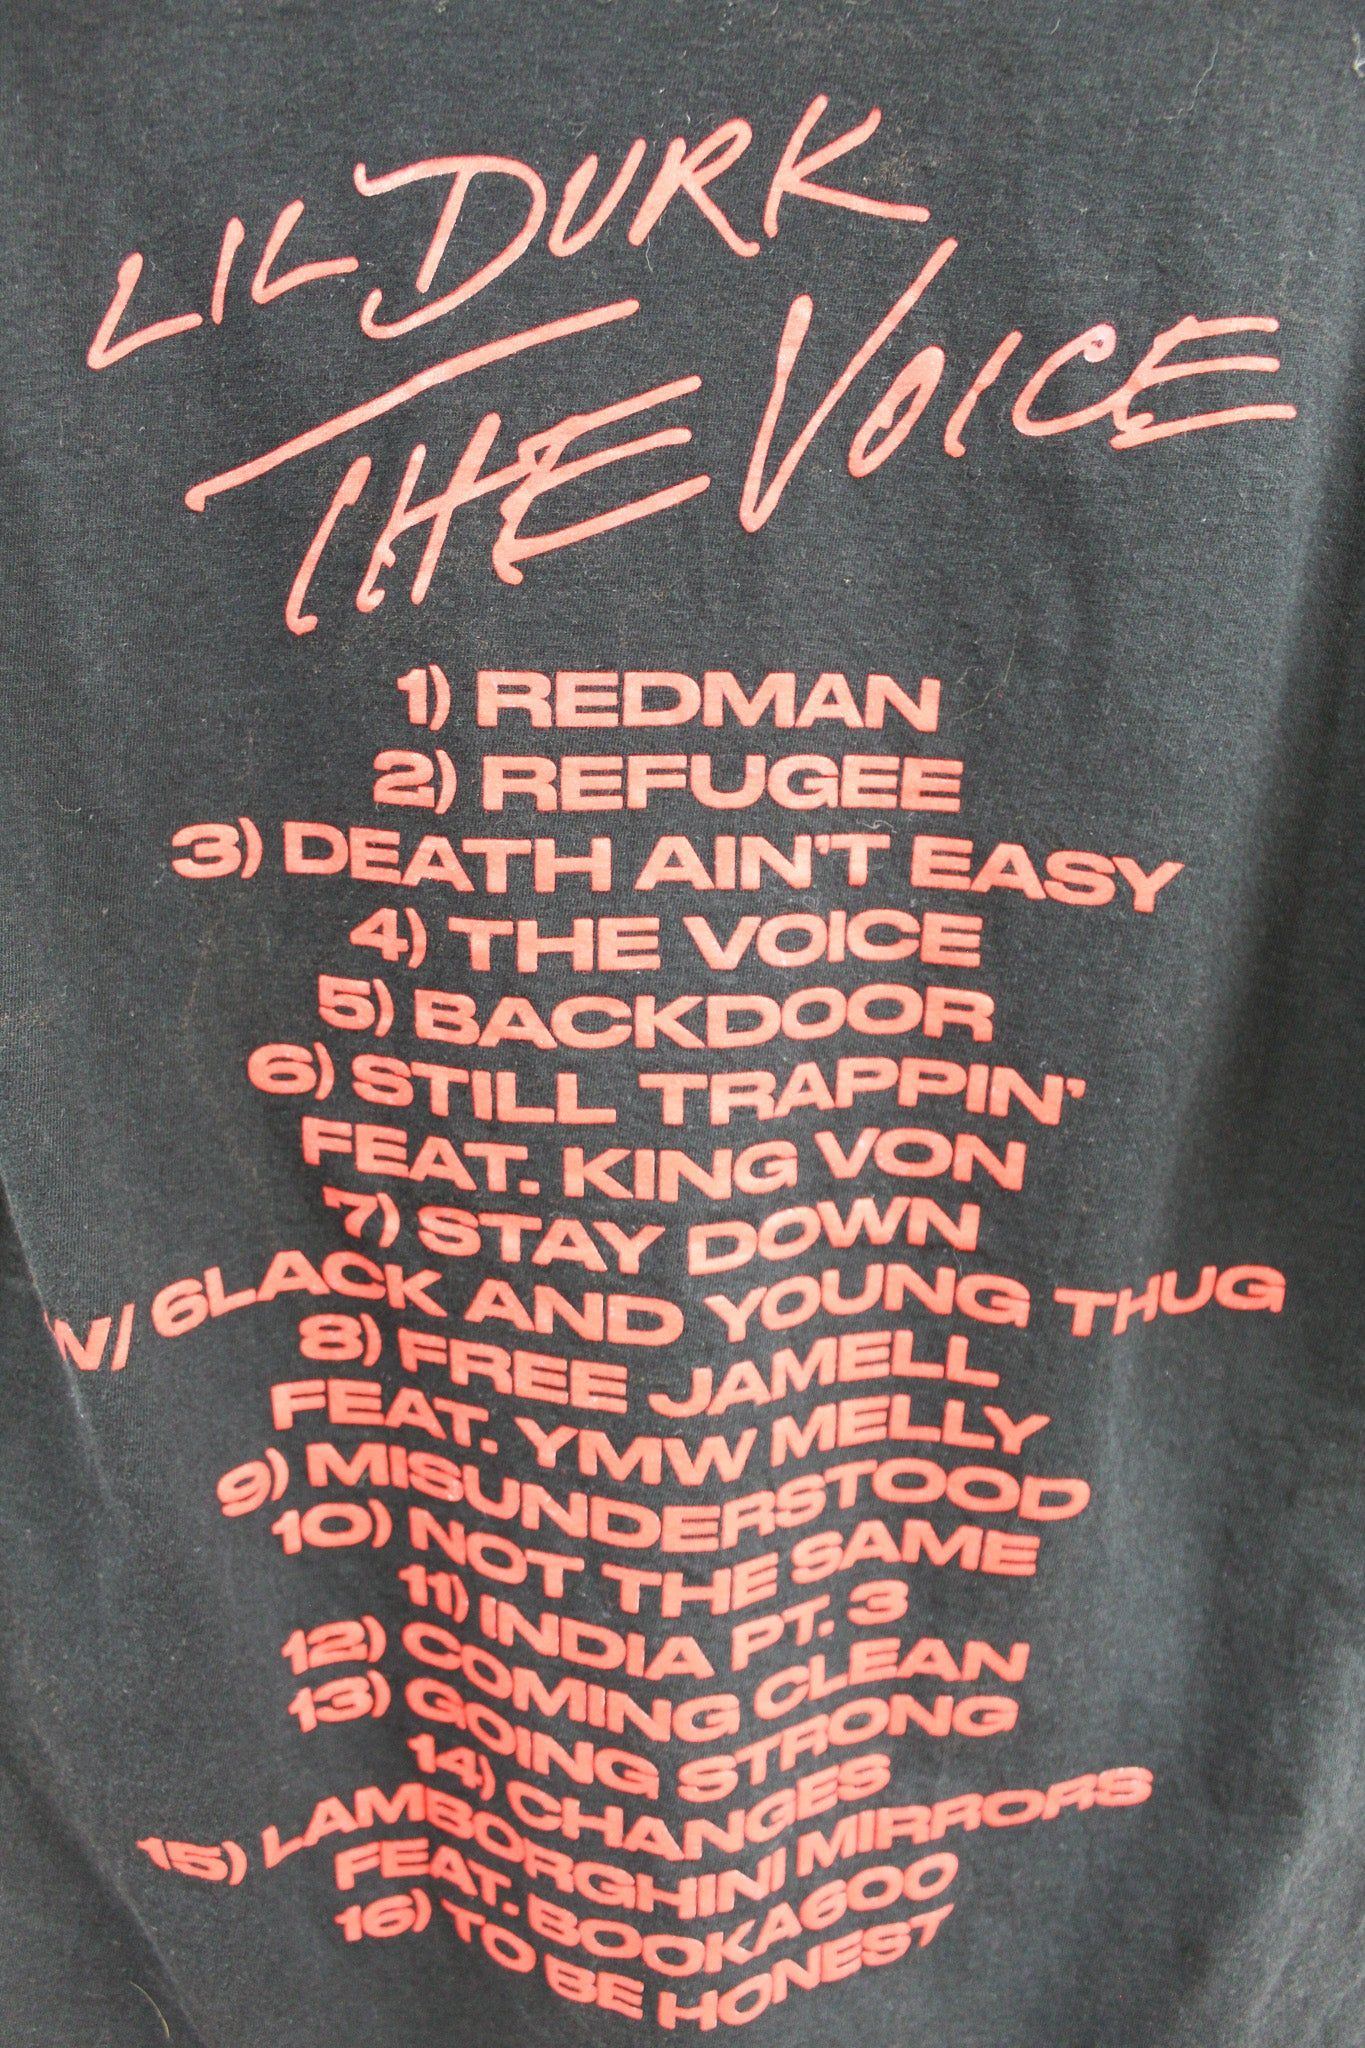 LIL DURK
THE VOICE
1) REDMAN
2) REFUGEE
3) DEATH AIN'T EASY
4) THE VOICE
5) BACKDOOR
6) STILL TRAPPIN'
FEAT. KING VON
7) STAY DOWN
W/ 6LACK AND YOUNG THUG
8) FREE JAMELL
FEAT. YMW MELLY
9) MISUNDERSTOOD
10) NOT THE SAME
11) INDIA PT. 3
12) COMING CLEAN
13) GOING STRONG
14) CHANGES
15) LAMBORGHINI MIRRORS
FEAT. BOOKA600
16) TO BE HONEST